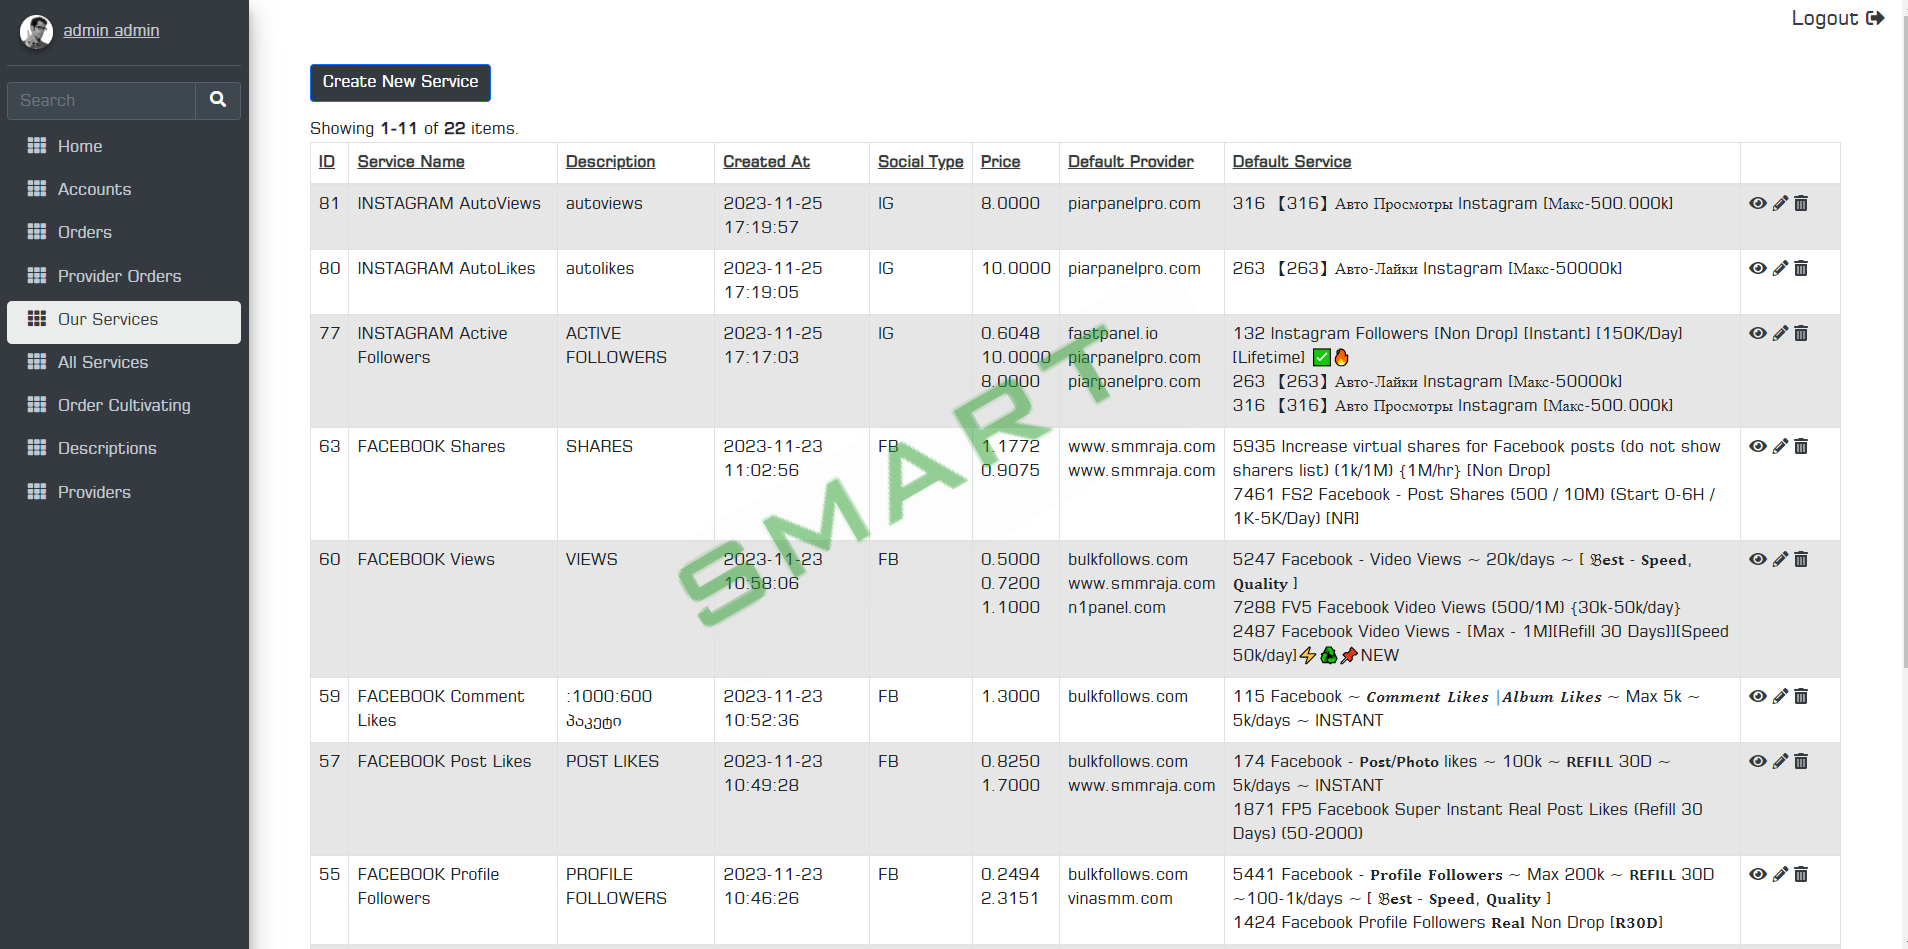 admin admin
Logout
Search
Home
Accounts
Orders
Provider Orders
Our Services
All Services
Order Cultivating
Descriptions
Providers
Create New Service
Showing 1-11 of 22 items.
ID Service Name Description Created At Social Type Price Default Provider Default Service
81 INSTAGRAM AutoViews autoviews 2023-11-25 IG 8.0000 piarpanelpro.com 316 【316】Авто Просмотры Instagram [Макс-500.000k]
17:19:57
80 INSTAGRAM AutoLikes autolikes 2023-11-25 IG 10.0000 piarpanelpro.com 263 【263】Авто-Лайки Instagram [Макс-50000k]
17:19:05
77 INSTAGRAM Active ACTIVE 2023-11-25 IG 0.6048 fastpanel.io 132 Instagram Followers [Non Drop] [Instant] [150K/Day]
Followers FOLLOWERS 17:17:03 10.0000 piarpanelpro.com [Lifetime] ✅🔥
8.0000 piarpanelpro.com 263 【263】Авто-Лайки Instagram [Макс-50000k]
316 【316】Авто Просмотры Instagram [Макс-500.000k]
63 FACEBOOK Shares SHARES 2023-11-23 FB 1.1772 www.smmraja.com 5935 Increase virtual shares for Facebook posts (do not show
11:02:56 0.9075 www.smmraja.com sharers list) (1k/1M) {1M/hr} [Non Drop]
7461 FS2 Facebook - Post Shares (500 / 10M) (Start 0-6H /
1K-5K/Day) [NR]
60 FACEBOOK Views VIEWS 2023-11-23 FB 0.5000 bulkfollows.com 5247 Facebook - Video Views ~ 20k/days ~ [ 𝕭𝖊𝖘𝖙 - 𝐒𝐩𝐞𝐞𝐝,
10:58:06 0.7200 www.smmraja.com 𝐐𝐮𝐚𝐥𝐢𝐭𝐲 ]
1.1000 n1panel.com 7288 FV5 Facebook Video Views (500/1M) {30k-50k/day}
2487 Facebook Video Views - [Max - 1M][Refill 30 Days]][Speed
50k/day]⚡♻📌NEW
59 FACEBOOK Comment :1000:600 2023-11-23 FB 1.3000 bulkfollows.com 115 Facebook ~ 𝑪𝒐𝒎𝒎𝒆𝒏𝒕 𝑳𝒊𝒌𝒆𝒔 |𝑨𝒍𝒃𝒖𝒎 𝑳𝒊𝒌𝒆𝒔 ~ Max 5k ~
Likes პაკეტი 10:52:36 5k/days ~ INSTANT
57 FACEBOOK Post Likes POST LIKES 2023-11-23 FB 0.8250 bulkfollows.com 174 Facebook - 𝐏𝐨𝐬𝐭/𝐏𝐡𝐨𝐭𝐨 likes ~ 100k ~ 𝐑𝐄𝐅𝐈𝐋𝐋 30D ~
10:49:28 1.7000 www.smmraja.com 5k/days ~ INSTANT
1871 FP5 Facebook Super Instant Real Post Likes (Refill 30
Days) (50-2000)
55 FACEBOOK Profile PROFILE 2023-11-23 FB 0.2494 bulkfollows.com 5441 Facebook - 𝐏𝐫𝐨𝐟𝐢𝐥𝐞 𝐅𝐨𝐥𝐥𝐨𝐰𝐞𝐫𝐬 ~ Max 200k ~ 𝐑𝐄𝐅𝐈𝐋𝐋 30D
Followers FOLLOWERS 10:46:26 2.3151 vinasmm.com ~100-1k/days ~ [ 𝕭𝖊𝖘𝖙 - 𝐒𝐩𝐞𝐞𝐝, 𝐐𝐮𝐚𝐥𝐢𝐭𝐲 ]
1424 Facebook Profile Followers 𝐑𝐞𝐚𝐥 Non Drop [𝐑𝟑𝟎𝐃]
SMART